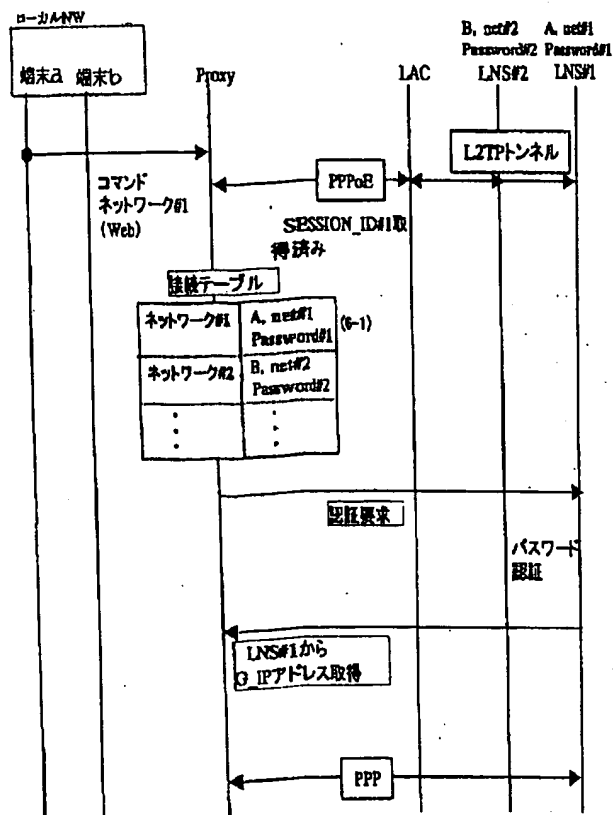 ローカルNW
B, net#2 A, net#1
Password#2 Password#1
端末a 端末b Proxy LAC LNS#2 LNS#1
L2TPトンネル
PPPoE
コマンド
ネットワーク#1
(Web)
SESSION_ID#1取
得済み
接続テーブル
ネットワーク#1 A, net#1 (6-1)
Password#1
ネットワーク#2 B, net#2
Password#2
認証要求
パスワード
認証
LNS#1から
G_IPアドレス取得
PPP